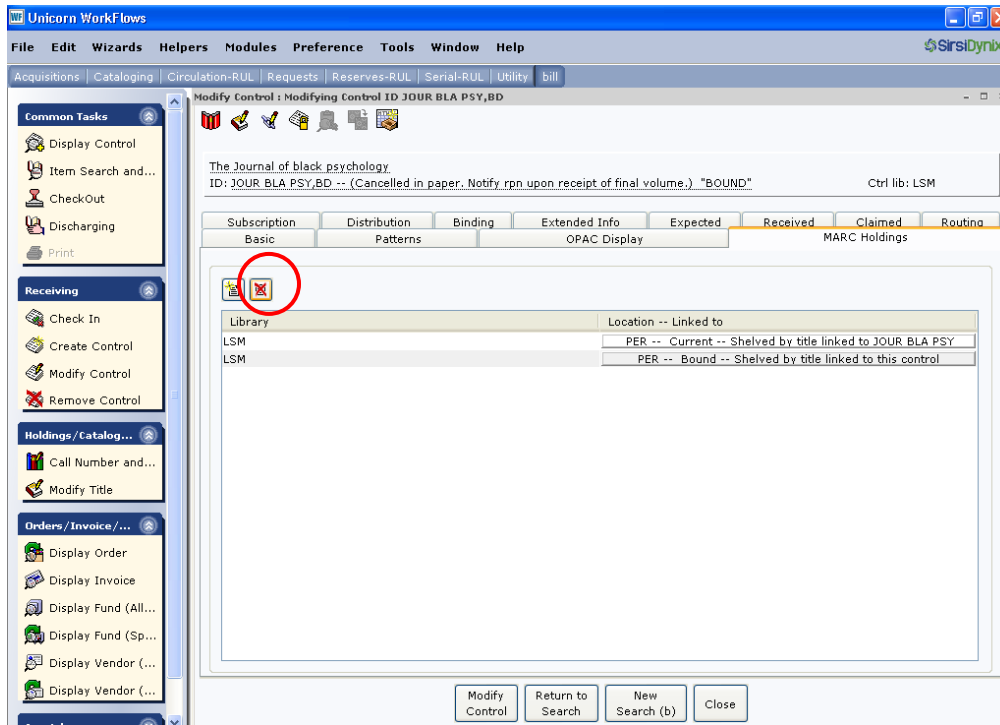 WF Unicorn WorkFlows
File Edit Wizards Helpers Modules Preference Tools Window Help
SirsiDynix
Acquisitions Cataloging Circulation-RUL Requests Reserves-RUL Serial-RUL Utility bill
Common Tasks
Display Control
Item Search and...
CheckOut
Discharging
Print
Receiving
Check In
Create Control
Modify Control
Remove Control
Holdings/Catalog...
Call Number and...
Modify Title
Orders/Invoice/...
Display Order
Display Invoice
Display Fund (All...
Display Fund (Sp...
Display Vendor (...
Display Vendor (...
Modify Control : Modifying Control ID JOUR BLA PSY,BD
The Journal of black psychology
ID: JOUR BLA PSY,BD -- (Cancelled in paper. Notify rpn upon receipt of final volume.) "BOUND" Ctrl lib: LSM
Subscription Distribution Binding Extended Info Expected Received Claimed Routing
Basic Patterns OPAC Display MARC Holdings
Library Location -- Linked to
LSM PER -- Current -- Shelved by title linked to JOUR BLA PSY
LSM PER -- Bound -- Shelved by title linked to this control
Modify Control
Return to Search
New Search (b)
Close